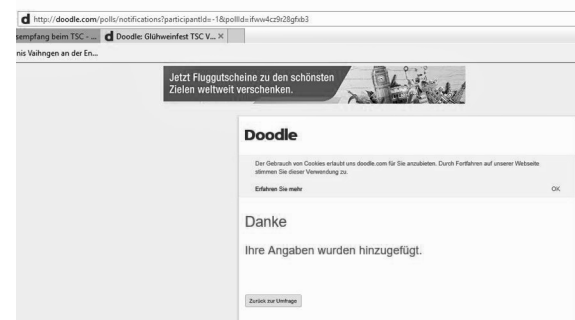 http://doodle.com/polls/notifications?participantId=-1&pollId=ifww4cz9r28gfxb3
sempfang beim TSC - ...
Doodle: Glühweinfest TSC V... ×
nis Vaihngen an der En...
Jetzt Fluggutscheine zu den schönsten
Zielen weltweit verschenken.
Doodle
Der Gebrauch von Cookies erlaubt uns doodle.com für Sie anzubieten. Durch Fortfahren auf unserer Webseite
stimmen Sie dieser Verwendung zu.
Erfahren Sie mehr
OK
Danke
Ihre Angaben wurden hinzugefügt.
Zurück zur Umfrage